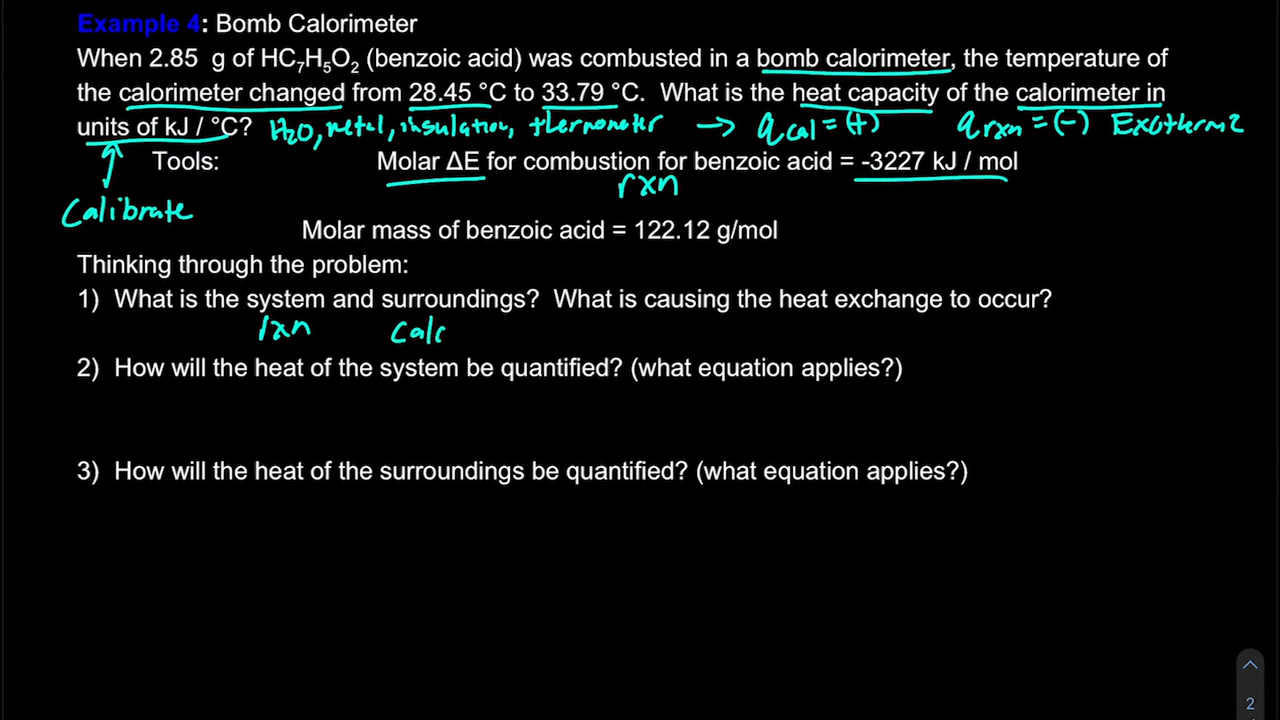 Example 4: Bomb Calorimeter
When 2.85 g of HC₇H₅O₂ (benzoic acid) was combusted in a bomb calorimeter, the temperature of
the calorimeter changed from 28.45 °C to 33.79 °C. What is the heat capacity of the calorimeter in
units of kJ / °C? H₂O, metal, insulation, thermometer → qcal = (+) qrxn = (-) Exothermic
Tools: Molar ΔE for combustion for benzoic acid = -3227 kJ / mol
rxn
Calibrate
Molar mass of benzoic acid = 122.12 g/mol
Thinking through the problem:
1) What is the system and surroundings? What is causing the heat exchange to occur?
rxn calc
2) How will the heat of the system be quantified? (what equation applies?)
3) How will the heat of the surroundings be quantified? (what equation applies?)
2